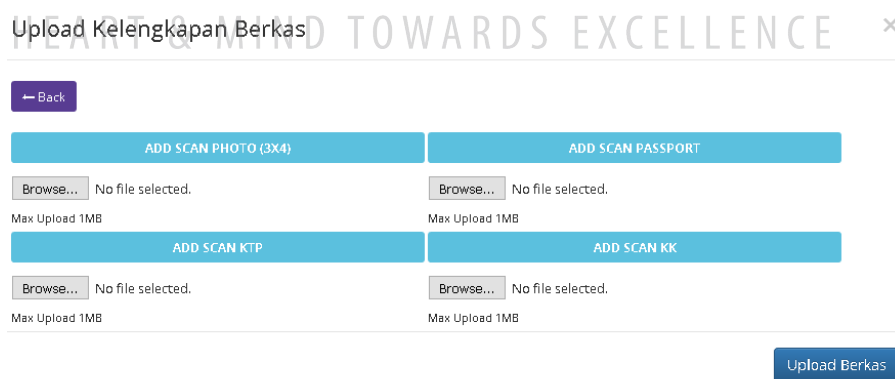 HEART & MIND TOWARDS EXCELLENCE
Upload Kelengkapan Berkas
×
← Back
ADD SCAN PHOTO (3X4)
ADD SCAN PASSPORT
Browse... No file selected.
Browse... No file selected.
Max Upload 1MB
Max Upload 1MB
ADD SCAN KTP
ADD SCAN KK
Browse... No file selected.
Browse... No file selected.
Max Upload 1MB
Max Upload 1MB
Upload Berkas